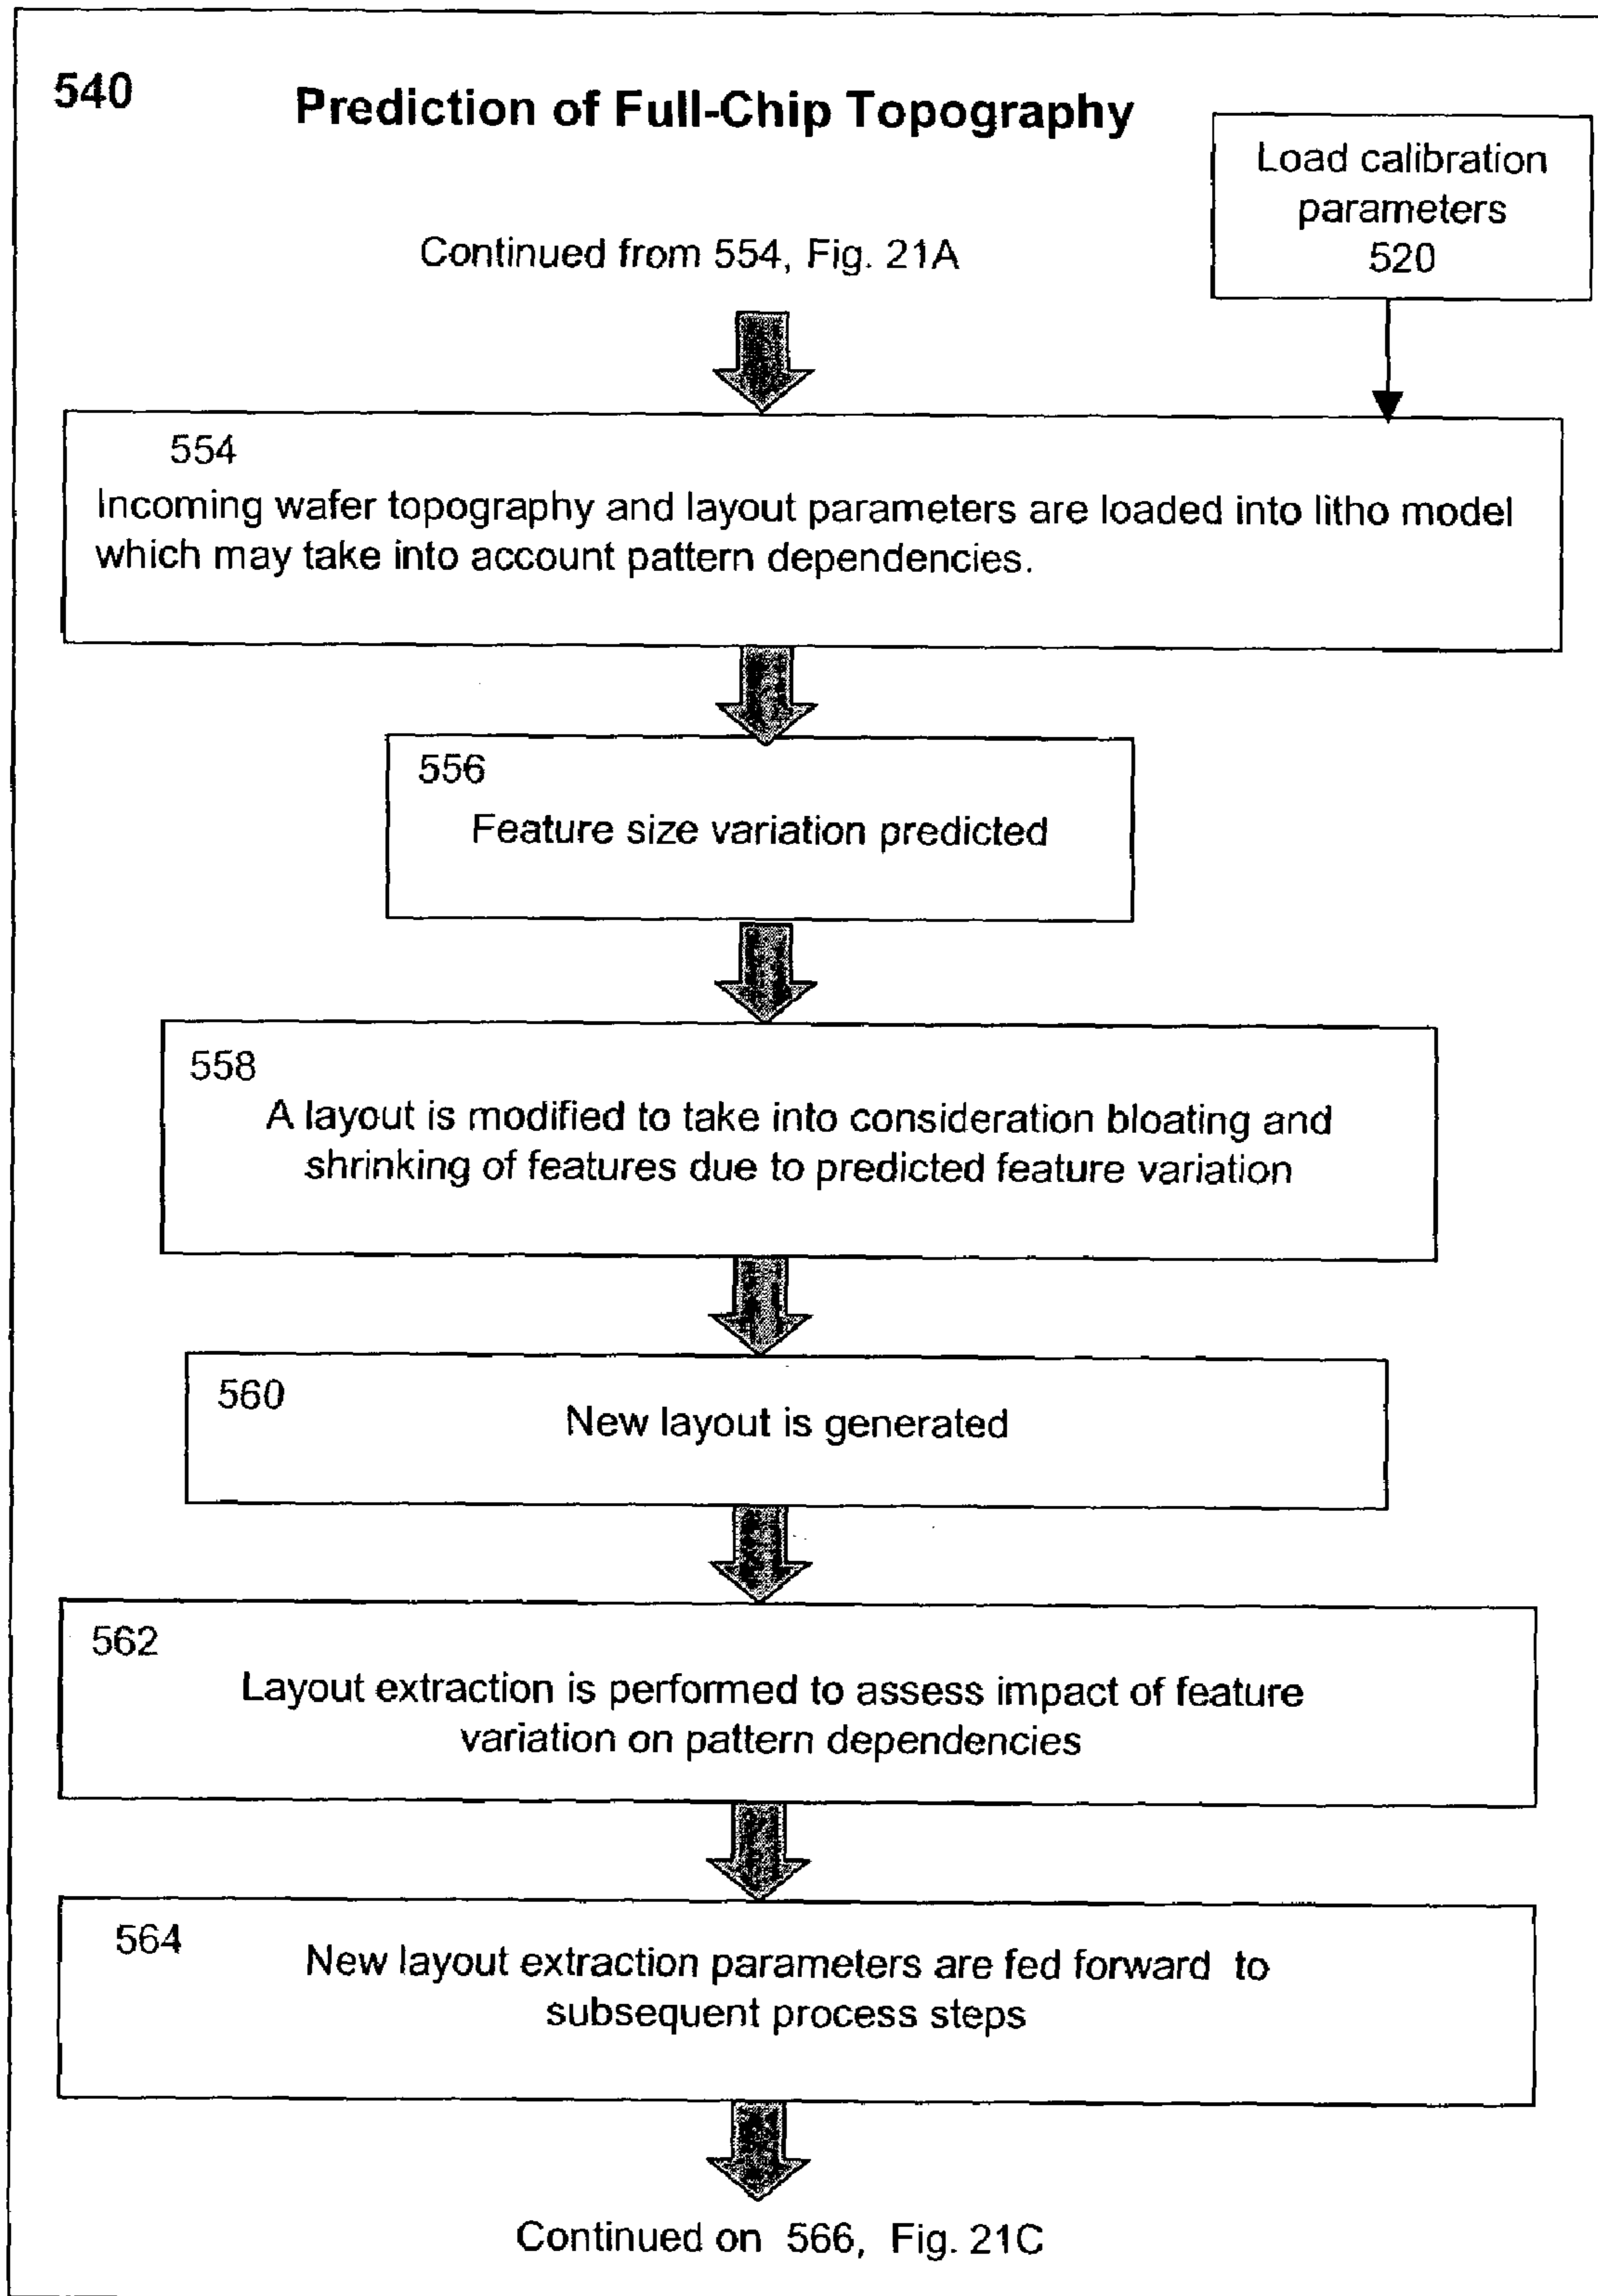 540
Prediction of Full-Chip Topography
Load calibration
parameters
520
Continued from 554, Fig. 21A
554
Incoming wafer topography and layout parameters are loaded into litho model
which may take into account pattern dependencies.
556
Feature size variation predicted
558
A layout is modified to take into consideration bloating and
shrinking of features due to predicted feature variation
560
New layout is generated
562
Layout extraction is performed to assess impact of feature
variation on pattern dependencies
564
New layout extraction parameters are fed forward to
subsequent process steps
Continued on 566, Fig. 21C